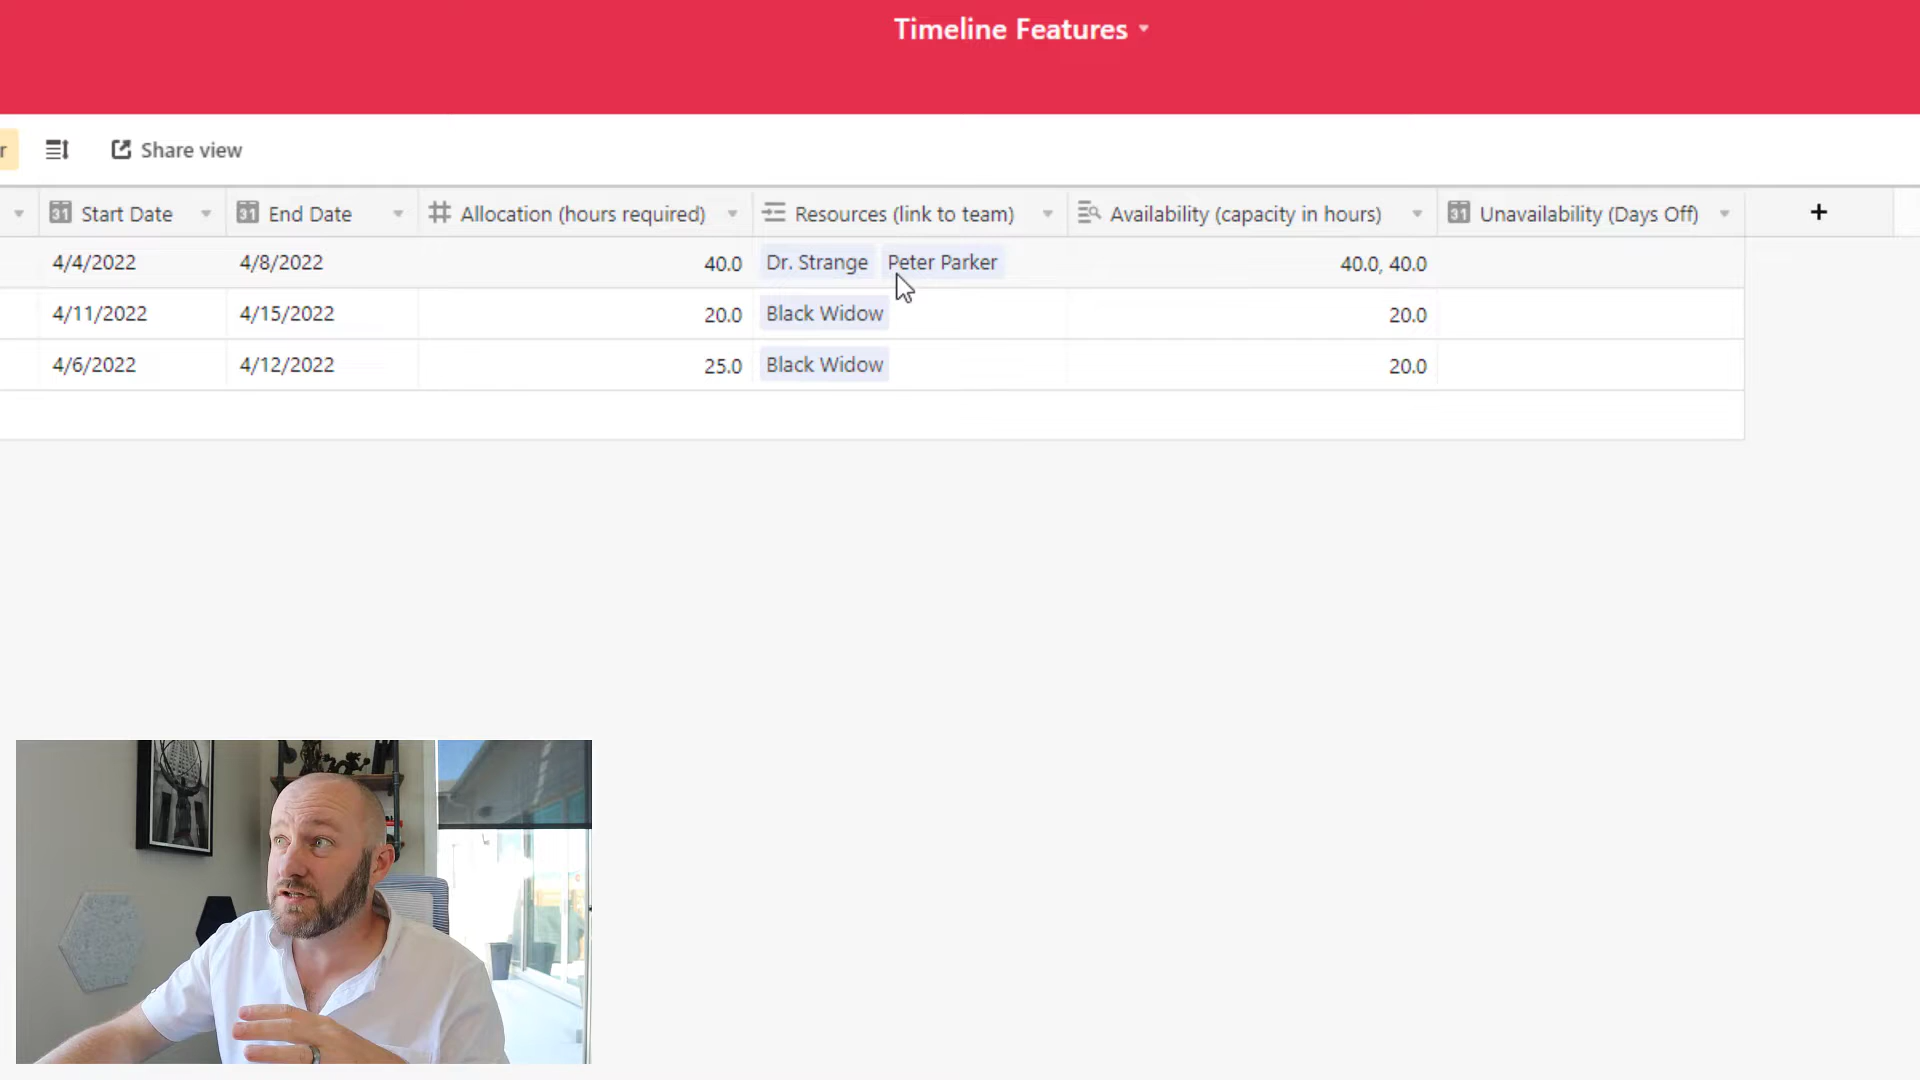 Timeline Features
r Share view
31 Start Date 31 End Date # Allocation (hours required) Resources (link to team) Availability (capacity in hours) 31 Unavailability (Days Off) +
4/4/2022 4/8/2022 40.0 Dr. Strange Peter Parker 40.0, 40.0
4/11/2022 4/15/2022 20.0 Black Widow 20.0
4/6/2022 4/12/2022 25.0 Black Widow 20.0